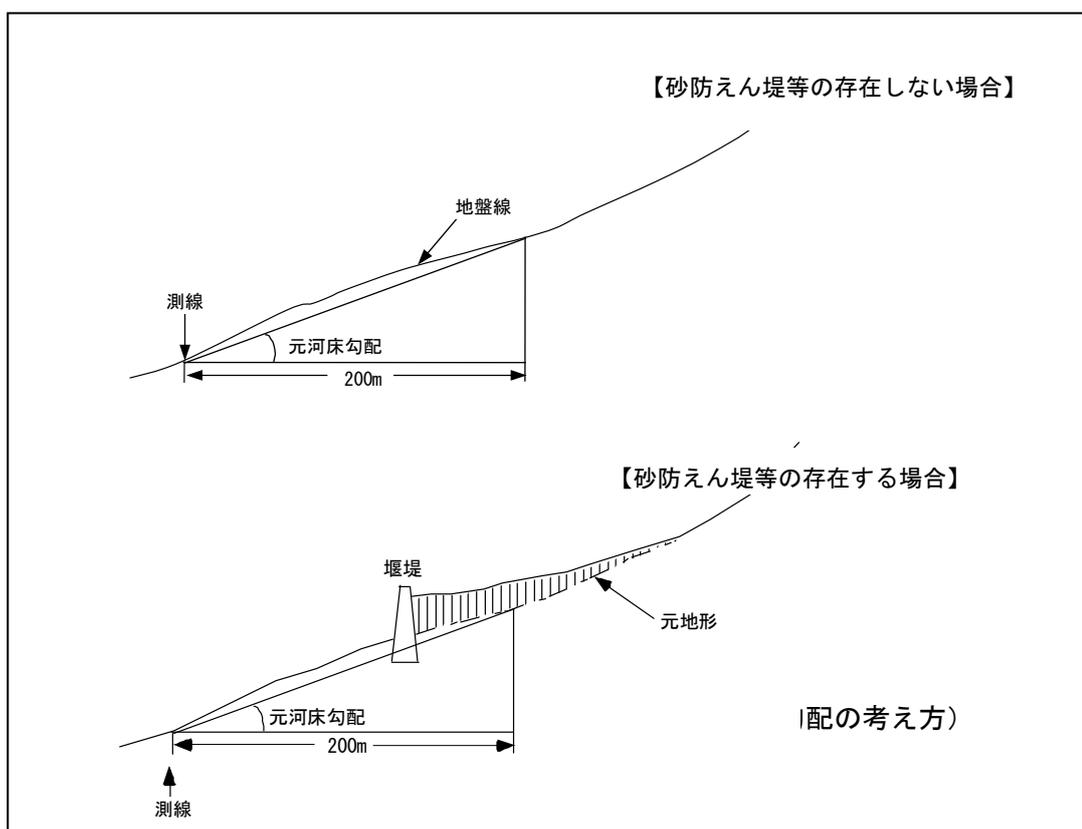 【砂防えん堤等の存在しない場合】
地盤線
測線
元河床勾配
200m
【砂防えん堤等の存在する場合】
堰堤
元地形
元河床勾配
配の考え方)
200m
測線